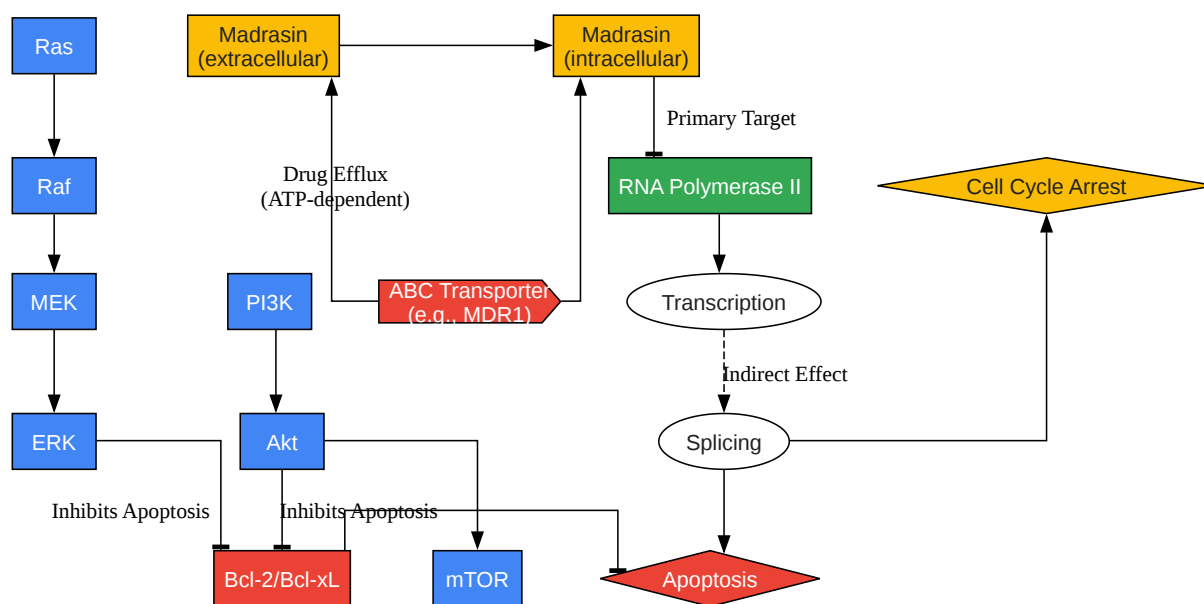 Ras
Madrasin
(extracellular)
Madrasin
(intracellular)
Primary Target
Raf
Drug Efflux
(ATP-dependent)
RNA Polymerase II
Cell Cycle Arrest
MEK
PI3K
ABC Transporter
(e.g., MDR1)
Transcription
Indirect Effect
ERK
Akt
Splicing
Inhibits Apoptosis
Inhibits Apoptosis
Bcl-2/Bcl-xL
mTOR
Apoptosis